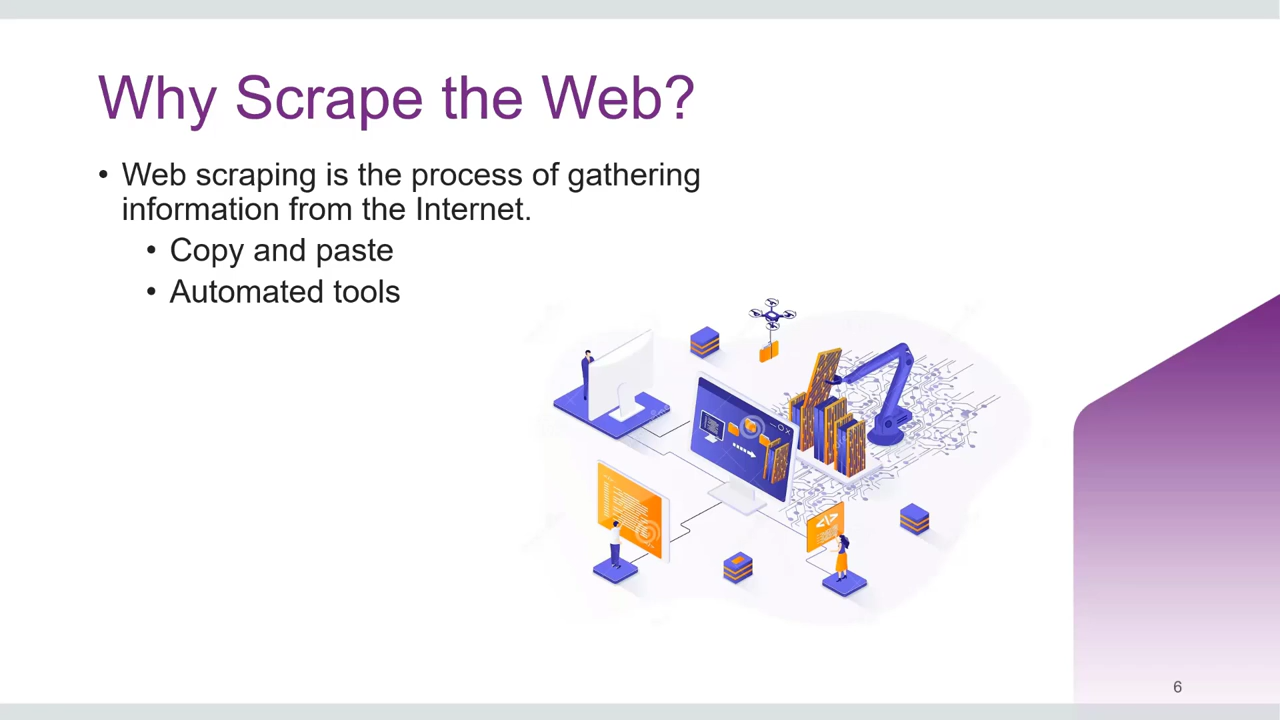 Why Scrape the Web?
• Web scraping is the process of gathering
information from the Internet.
• Copy and paste
• Automated tools
6